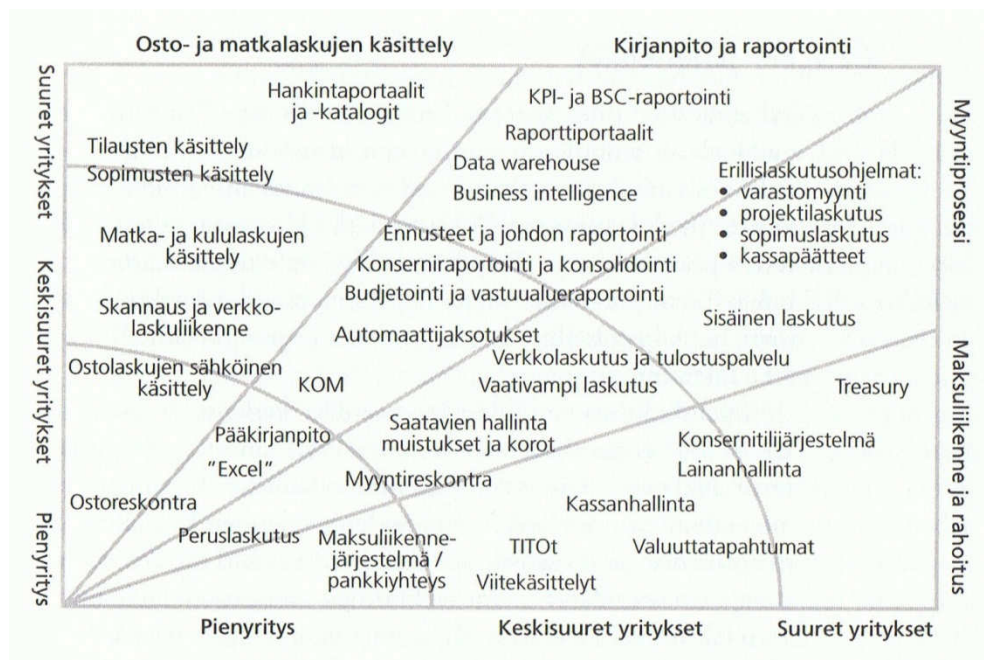 Osto- ja matkalaskujen käsittely
Kirjanpito ja raportointi
Suuret yritykset
Keskisuuret yritykset
Pienyritys
Hankintaportaalit
ja -katalogit
Tilausten käsittely
Sopimusten käsittely
Matka- ja kululaskujen
käsittely
Skannaus ja verkko-
laskuliikenne
Ostolaskujen sähköinen
käsittely
Ostoreskontra
KPI- ja BSC-raportointi
Raporttiportaalit
Data warehouse
Business intelligence
Ennusteet ja johdon raportointi
Konserniraportointi ja konsolidointi
Budjetointi ja vastuualueraportointi
Automaattijaksotukset
KOM
Pääkirjanpito
"Excel"
Erillislaskutusohjelmat:
• varastomyynti
• projektilaskutus
• sopimuslaskutus
• kassapäätteet
Sisäinen laskutus
Verkkolaskutus ja tulostuspalvelu
Vaativampi laskutus
Saatavien hallinta
muistukset ja korot
Myyntireskontra
Peruslaskutus
Treasury
Konsernitilijärjestelmä
Lainanhallinta
Kassanhallinta
Valuuttatapahtumat
TITOt
Viitekäsittelyt
Maksuliikenne-
järjestelmä /
pankkiyhteys
Myyntiprosessi
Maksuliikenne ja rahoitus
Pienyritys
Keskisuuret yritykset
Suuret yritykset